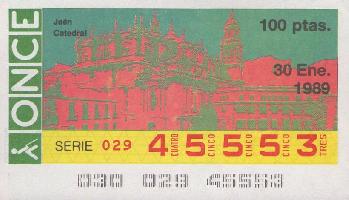 ONCE
Jaén
Catedral
100 ptas.
30 Ene.
1989
SERIE 029
4 CUATRO 5 CINCO 5 CINCO 5 CINCO 3 TRES
090 029 45553